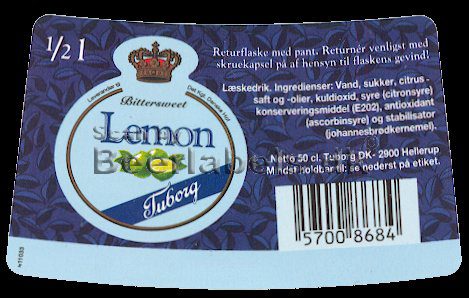 1/2 l
Leverandør til
Det Kgl. Danske Hof
Bittersweet
Lemon
Tuborg
Returflaske med pant. Returnér venligst med
skruekapsel på af hensyn til flaskens gevind!
Læskedrik. Ingredienser: Vand, sukker, citrus -
saft og -olier, kuldioxid, syre (citronsyre)
konserveringsmiddel (E202), antioxidant
(ascorbinsyre) og stabilisator
(johannesbrødkernemel).
Netto 50 cl. Tuborg DK- 2900 Hellerup
Mindst holdbar til: se nederst på etiket.
5700 8684